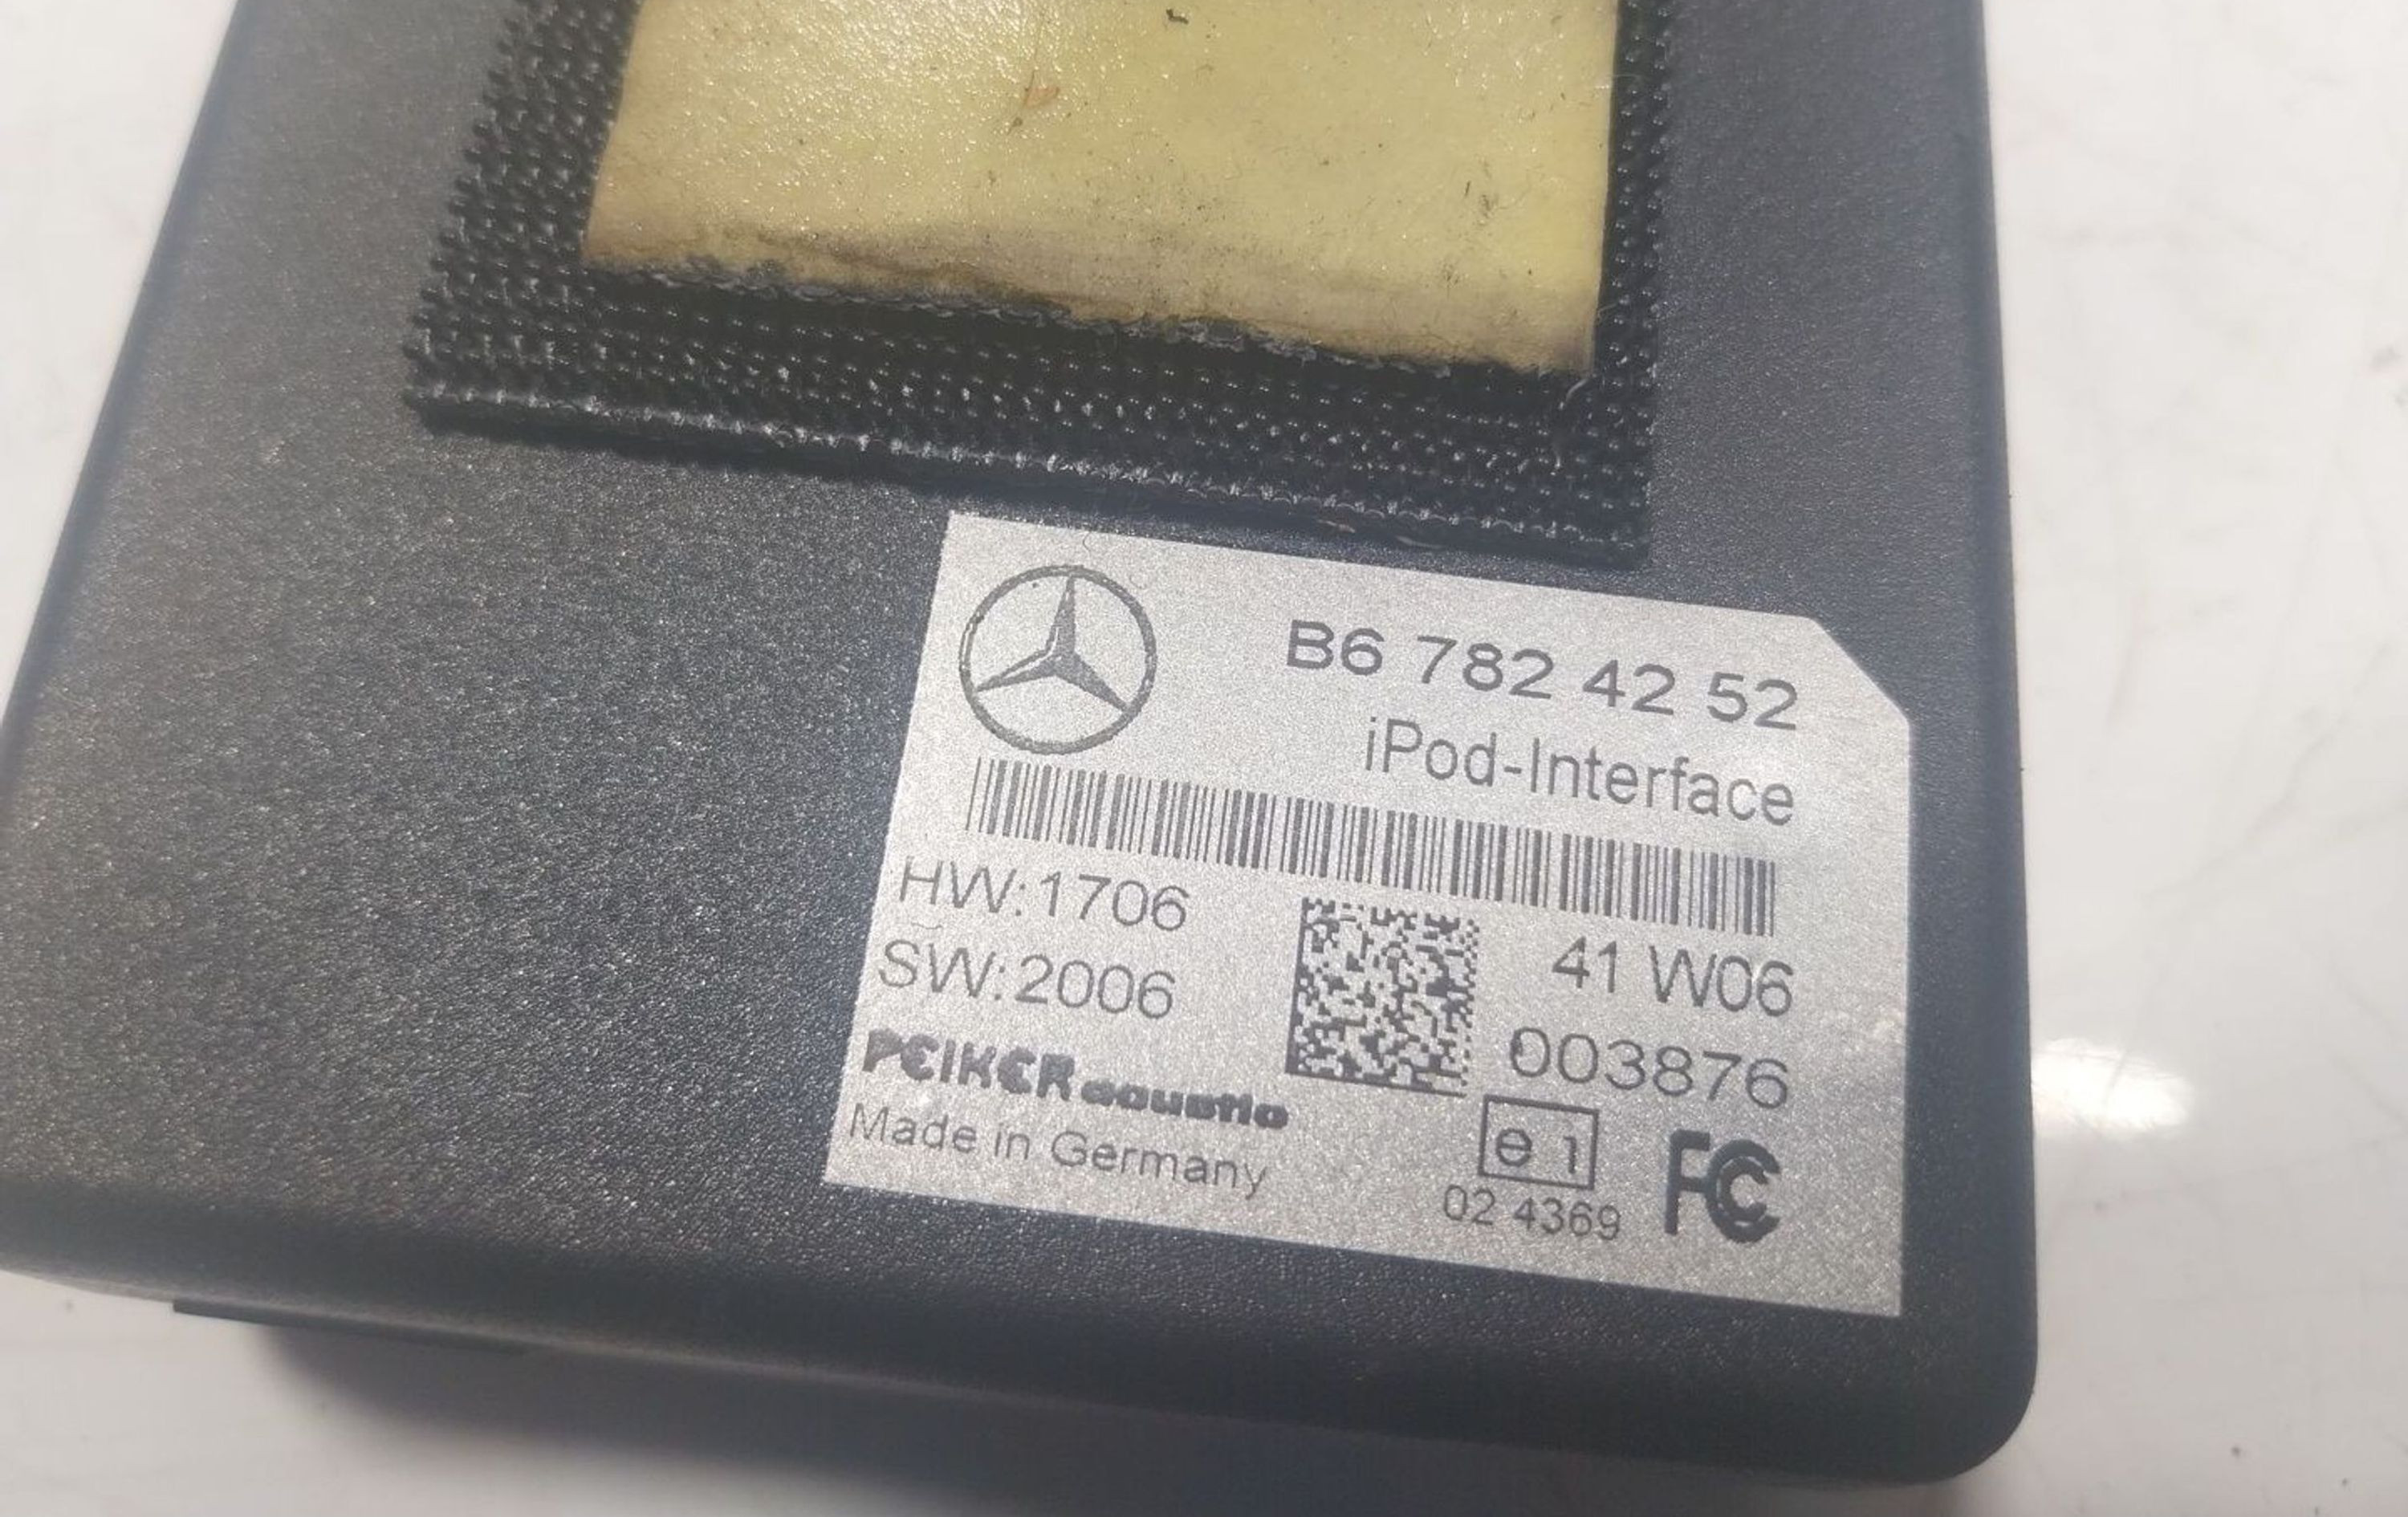 B6 782 42 52
iPod-Interface
HW:1706
SW:2006
41 W06
003876
PEIKER acustic
Made in Germany
e 1
02 4369
FC